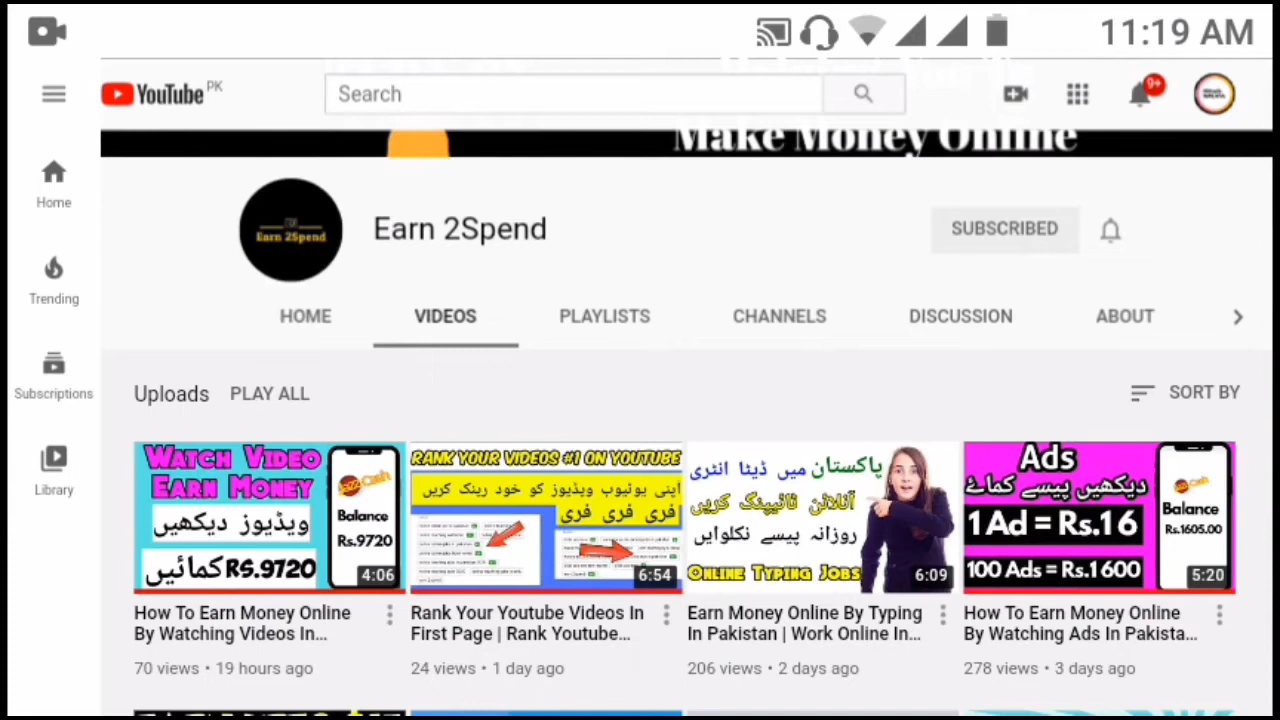 11:19 AM
YouTube PK
Search
9+
Make Money Online
Home
Trending
Subscriptions
Library
Earn 2Spend
Earn 2Spend
SUBSCRIBED
HOME
VIDEOS
PLAYLISTS
CHANNELS
DISCUSSION
ABOUT
Uploads
PLAY ALL
SORT BY
WATCH VIDEO
EARN MONEY
ویڈیوز دیکھیں
کمائیں RS.9720
Cash
Balance
Rs.9720
4:06
How To Earn Money Online
By Watching Videos In...
70 views • 19 hours ago
RANK YOUR VIDEOS #1 ON YOUTUBE
اپنی یوٹیوب ویڈیوز کو خود رینک کریں
فری فری فری
6:54
Rank Your Youtube Videos In
First Page | Rank Youtube...
24 views • 1 day ago
پاکستان میں ڈیٹا انٹری
آنلائن ٹائیپنگ کریں
روزانہ پیسے نکلوایں
ONLINE TYPING JOBS
6:09
Earn Money Online By Typing
In Pakistan | Work Online In...
206 views • 2 days ago
Ads
دیکھیں پیسے کمائے
1 Ad = Rs.16
100 Ads = Rs.1600
Balance
Rs.1605.00
5:20
How To Earn Money Online
By Watching Ads In Pakista...
278 views • 3 days ago